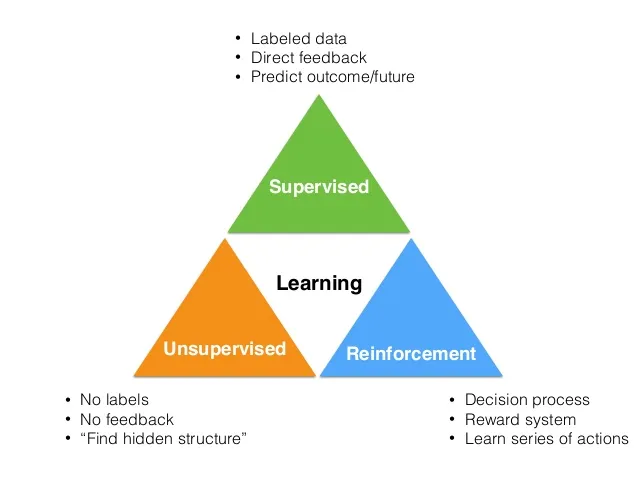 • Labeled data
• Direct feedback
• Predict outcome/future
Supervised
Learning
Unsupervised
Reinforcement
• No labels
• No feedback
• “Find hidden structure”
• Decision process
• Reward system
• Learn series of actions